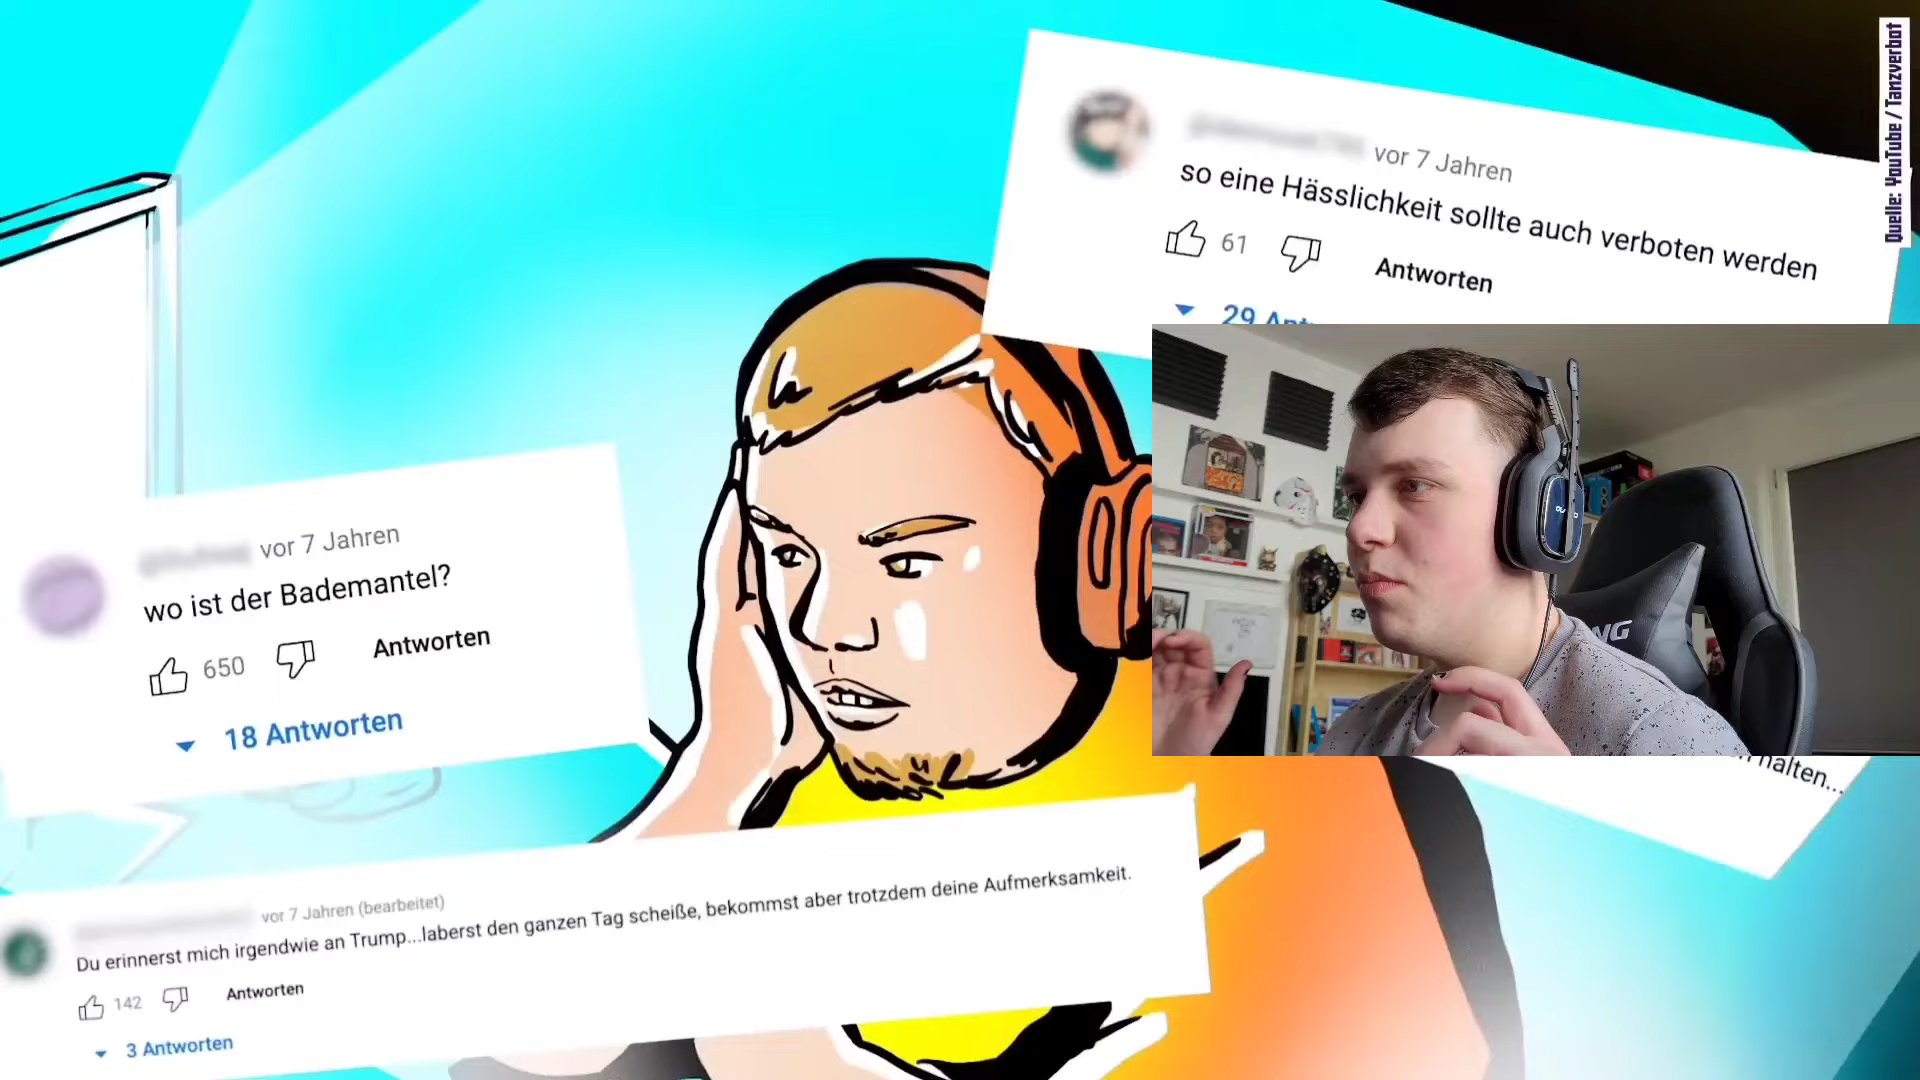 Quelle: YouTube / Tanzverbot
vor 7 Jahren
so eine Hässlichkeit sollte auch verboten werden
61
Antworten
29
vor 7 Jahren
wo ist der Bademantel?
650
Antworten
18 Antworten
halten...
vor 7 Jahren (bearbeitet)
Du erinnerst mich irgendwie an Trump...laberst den ganzen Tag scheiße, bekommst aber trotzdem deine Aufmerksamkeit.
142
Antworten
3 Antworten